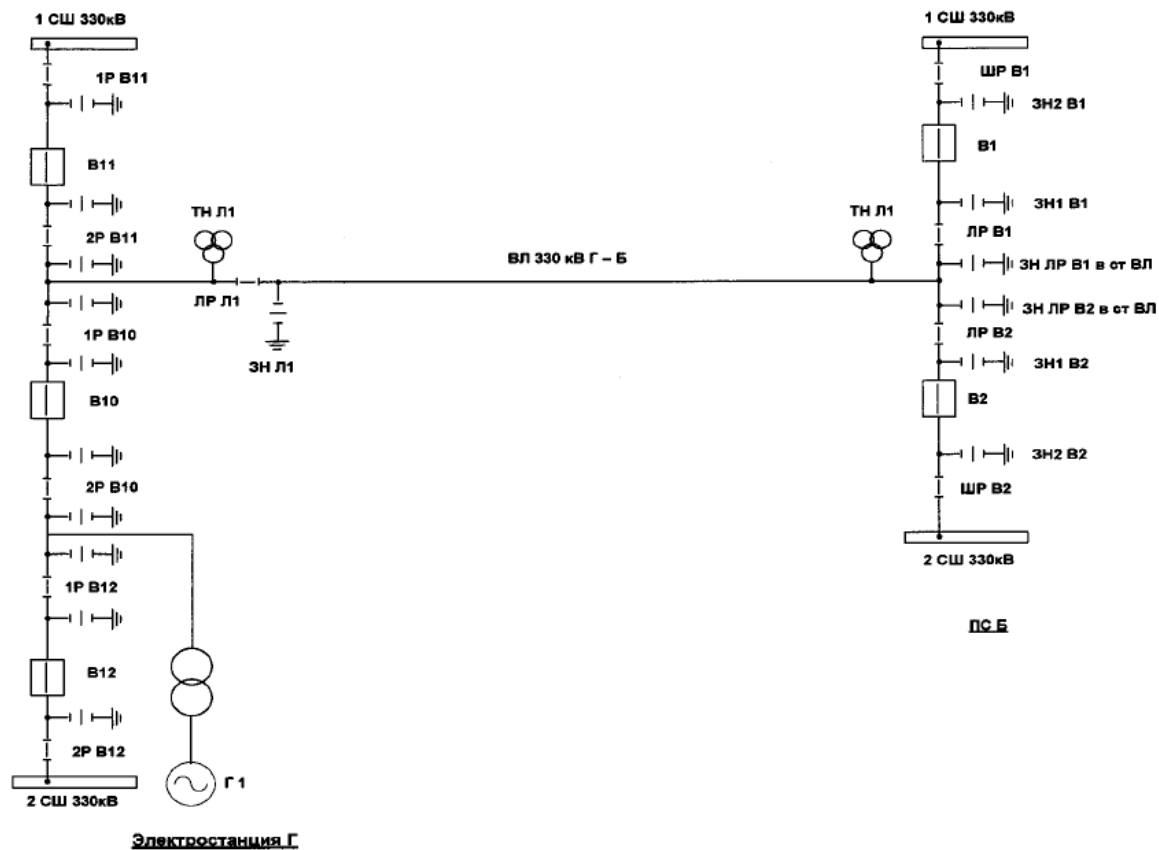 1 СШ 330кВ
1Р В11
В11
2Р В11
ТН Л1
ЛР Л1
ЗН Л1
1Р В10
В10
2Р В10
1Р В12
В12
2Р В12
2 СШ 330кВ
Г 1
Электростанция Г
ВЛ 330 кВ Г – Б
1 СШ 330кВ
ШР В1
ЗН2 В1
В1
ЗН1 В1
ЛР В1
ТН Л1
ЗН ЛР В1 в ст ВЛ
ЗН ЛР В2 в ст ВЛ
ЛР В2
ЗН1 В2
В2
ЗН2 В2
ШР В2
2 СШ 330кВ
ПС Б